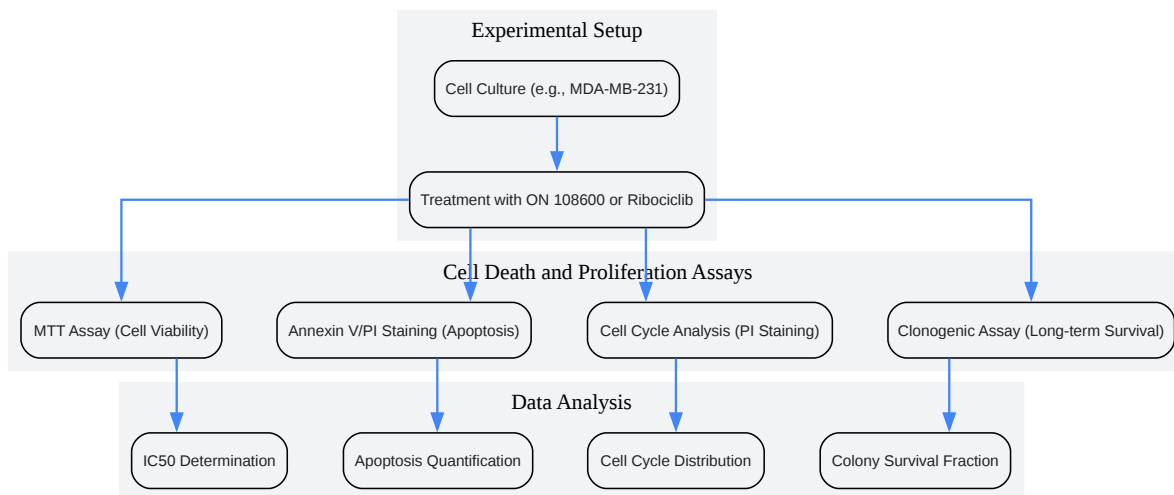 Experimental Setup
Cell Culture (e.g., MDA-MB-231)
Treatment with ON 108600 or Ribociclib
Cell Death and Proliferation Assays
MTT Assay (Cell Viability)
Annexin V/PI Staining (Apoptosis)
Cell Cycle Analysis (PI Staining)
Clonogenic Assay (Long-term Survival)
Data Analysis
IC50 Determination
Apoptosis Quantification
Cell Cycle Distribution
Colony Survival Fraction